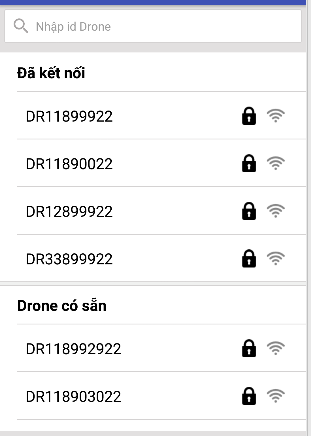 Nhập id Drone
Đã kết nối
DR11899922
DR11890022
DR12899922
DR33899922
Drone có sẵn
DR118992922
DR118903022